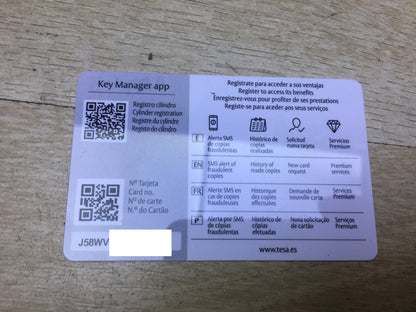 Key Manager app
Registro cilindro
Cylinder registration
Registre du cylindre
Registo do cilindro
Nº Tarjeta
Card no.
Nº de carte
N.º do Cartão
J58WV
Regístrate para acceder a sus ventajas
Register to access its benefits
Enregistrez-vous pour profiter de ses prestations
Registe-se para aceder aos seus serviços
E
Alerta SMS de copias fraudulentas
Histórico de copias realizadas
Solicitud nueva tarjeta
Servicios Premium
EN
SMS alert of fraudulent copies
History of made copies
New card request
Premium services
FR
Alerte SMS en cas de copies frauduleuses
Historique des copies effectuées
Demande de nouvelle carte
Services Premium
P
Alerta por SMS de cópias fraudulentas
Histórico de cópias efetuadas
Nova solicitação de cartão
Serviços Premium
www.tesa.es